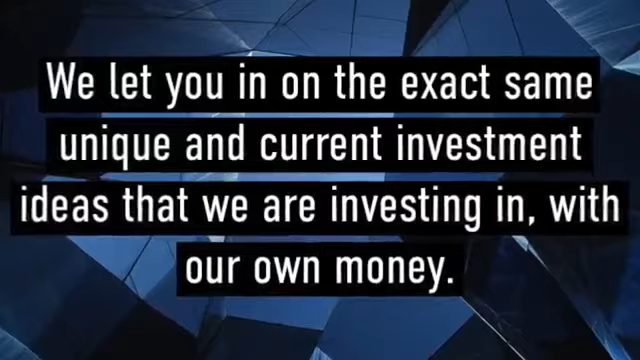 We let you in on the exact same
unique and current investment
ideas that we are investing in, with
our own money.